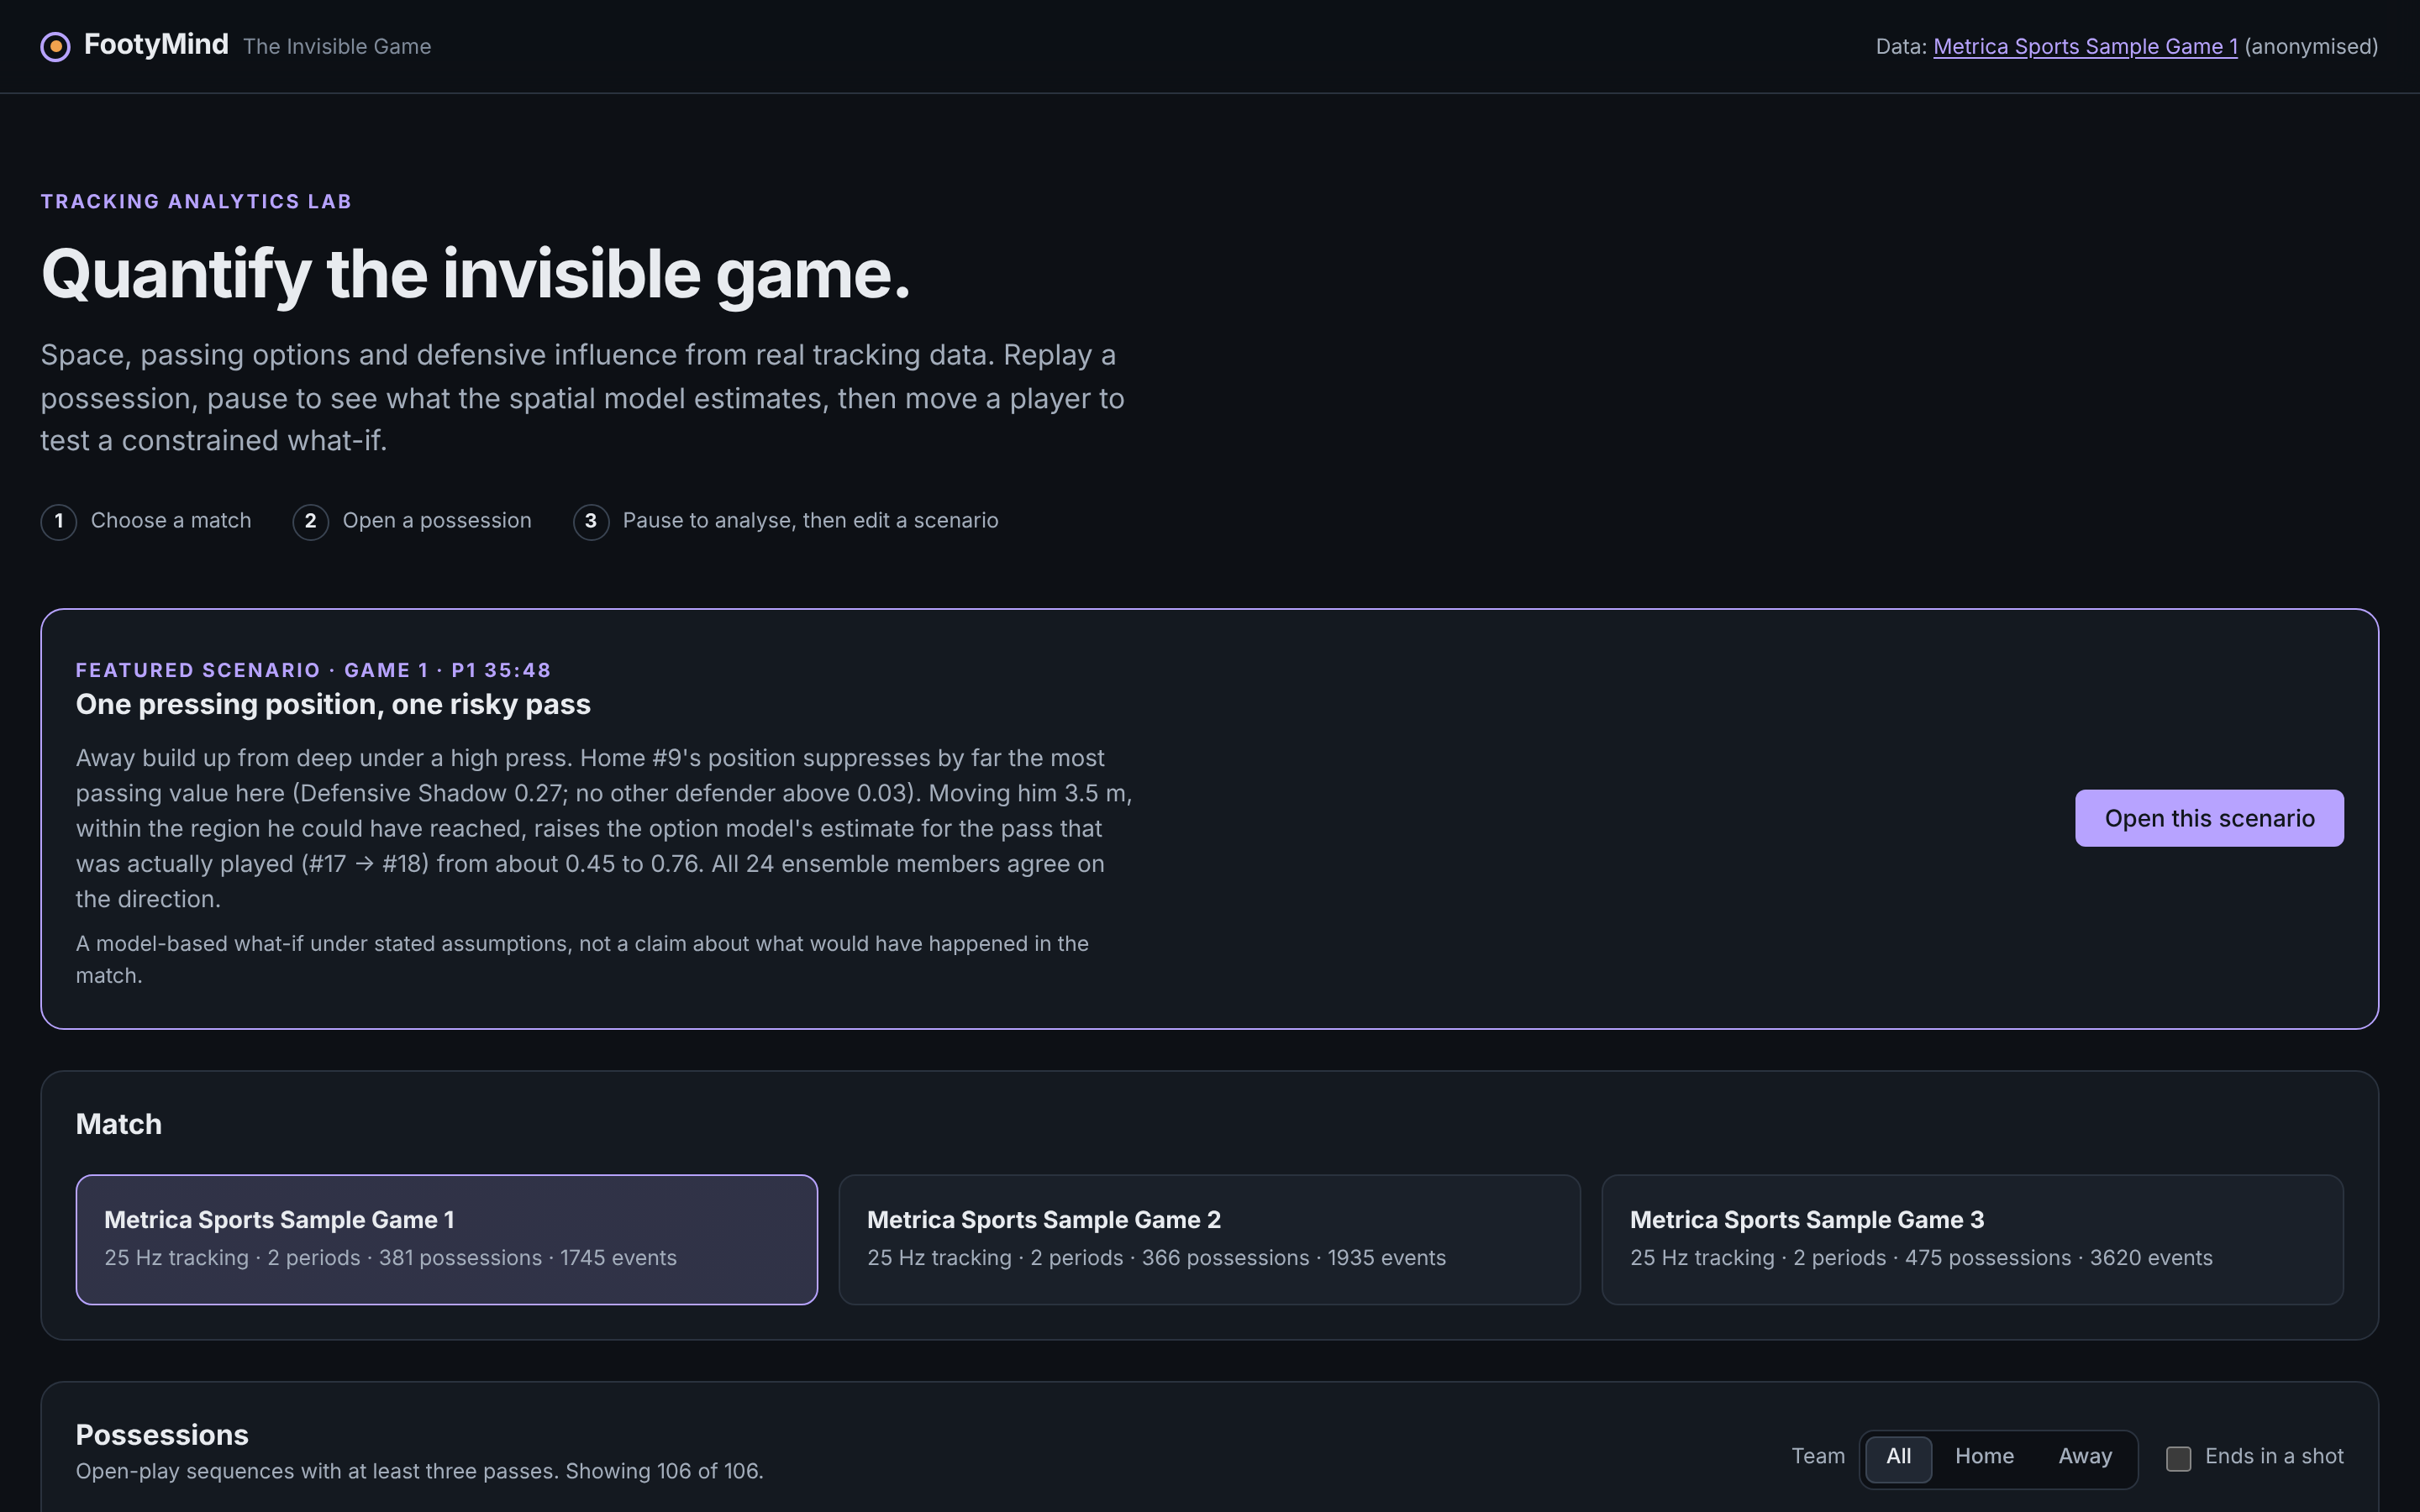 FootyMind The Invisible Game
Data: Metrica Sports Sample Game 1 (anonymised)
TRACKING ANALYTICS LAB
Quantify the invisible game.
Space, passing options and defensive influence from real tracking data. Replay a
possession, pause to see what the spatial model estimates, then move a player to
test a constrained what-if.
1 Choose a match 2 Open a possession 3 Pause to analyse, then edit a scenario
FEATURED SCENARIO · GAME 1 · P1 35:48
One pressing position, one risky pass
Away build up from deep under a high press. Home #9's position suppresses by far the most
passing value here (Defensive Shadow 0.27; no other defender above 0.03). Moving him 3.5 m,
within the region he could have reached, raises the option model's estimate for the pass that
was actually played (#17 → #18) from about 0.45 to 0.76. All 24 ensemble members agree on
the direction.
A model-based what-if under stated assumptions, not a claim about what would have happened in the
match.
Open this scenario
Match
Metrica Sports Sample Game 1
25 Hz tracking · 2 periods · 381 possessions · 1745 events
Metrica Sports Sample Game 2
25 Hz tracking · 2 periods · 366 possessions · 1935 events
Metrica Sports Sample Game 3
25 Hz tracking · 2 periods · 475 possessions · 3620 events
Possessions
Open-play sequences with at least three passes. Showing 106 of 106.
Team All Home Away Ends in a shot